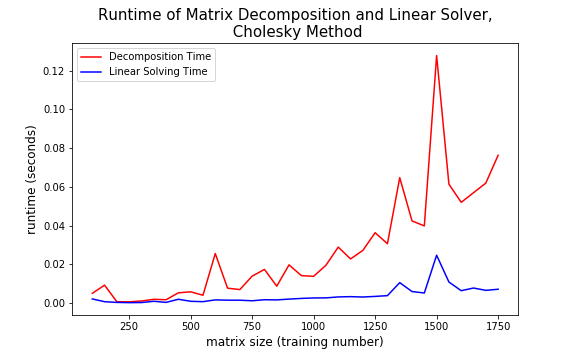 Runtime of Matrix Decomposition and Linear Solver,
Cholesky Method
Decomposition Time
Linear Solving Time
runtime (seconds)
0.12
0.10
0.08
0.06
0.04
0.02
0.00
250 500 750 1000 1250 1500 1750
matrix size (training number)